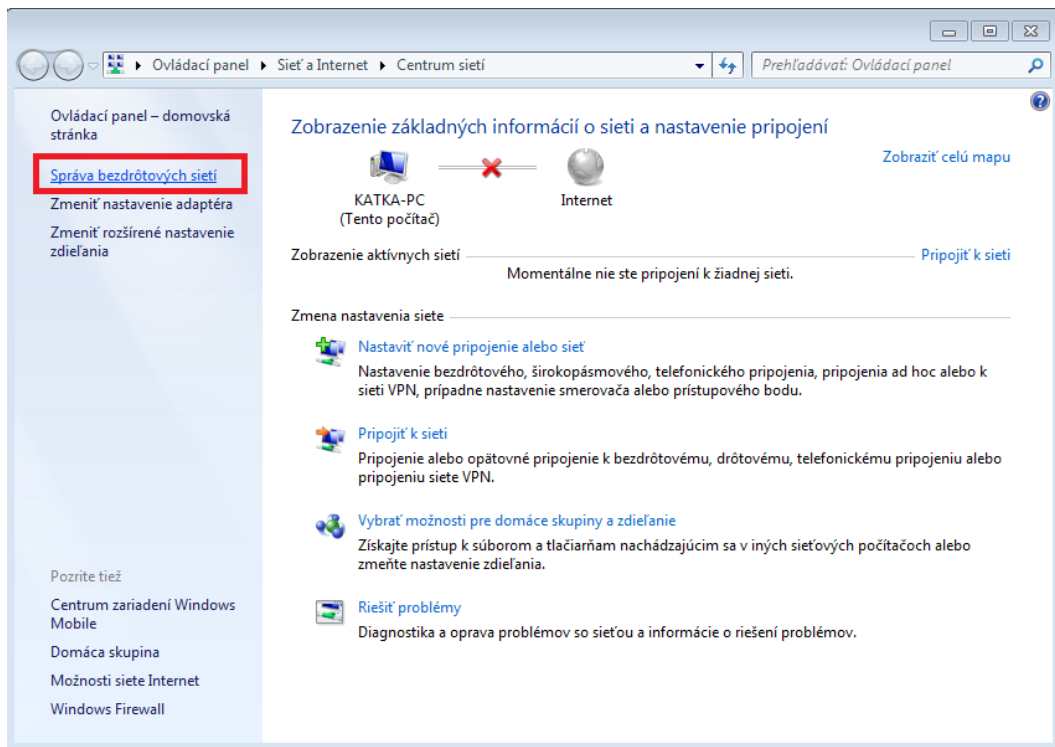 Ovládací panel Sieť a Internet Centrum sietí
Prehľadávať: Ovládací panel
Ovládací panel – domovská
stránka
Správa bezdrôtových sietí
Zmeniť nastavenie adaptéra
Zmeniť rozšírené nastavenie
zdieľania
Pozrite tiež
Centrum zariadení Windows
Mobile
Domáca skupina
Možnosti siete Internet
Windows Firewall
Zobrazenie základných informácií o sieti a nastavenie pripojení
Zobraziť celú mapu
KATKA-PC
(Tento počítač)
Internet
Zobrazenie aktívnych sietí
Pripojiť k sieti
Momentálne nie ste pripojení k žiadnej sieti.
Zmena nastavenia siete
Nastaviť nové pripojenie alebo sieť
Nastavenie bezdrôtového, širokopásmového, telefonického pripojenia, pripojenia ad hoc alebo k
sieti VPN, prípadne nastavenie smerovača alebo prístupového bodu.
Pripojiť k sieti
Pripojenie alebo opätovné pripojenie k bezdrôtovému, drôtovému, telefonickému pripojeniu alebo
pripojeniu siete VPN.
Vybrať možnosti pre domáce skupiny a zdieľanie
Získajte prístup k súborom a tlačiarňam nachádzajúcim sa v iných sieťových počítačoch alebo
zmeňte nastavenie zdieľania.
Riešiť problémy
Diagnostika a oprava problémov so sieťou a informácie o riešení problémov.